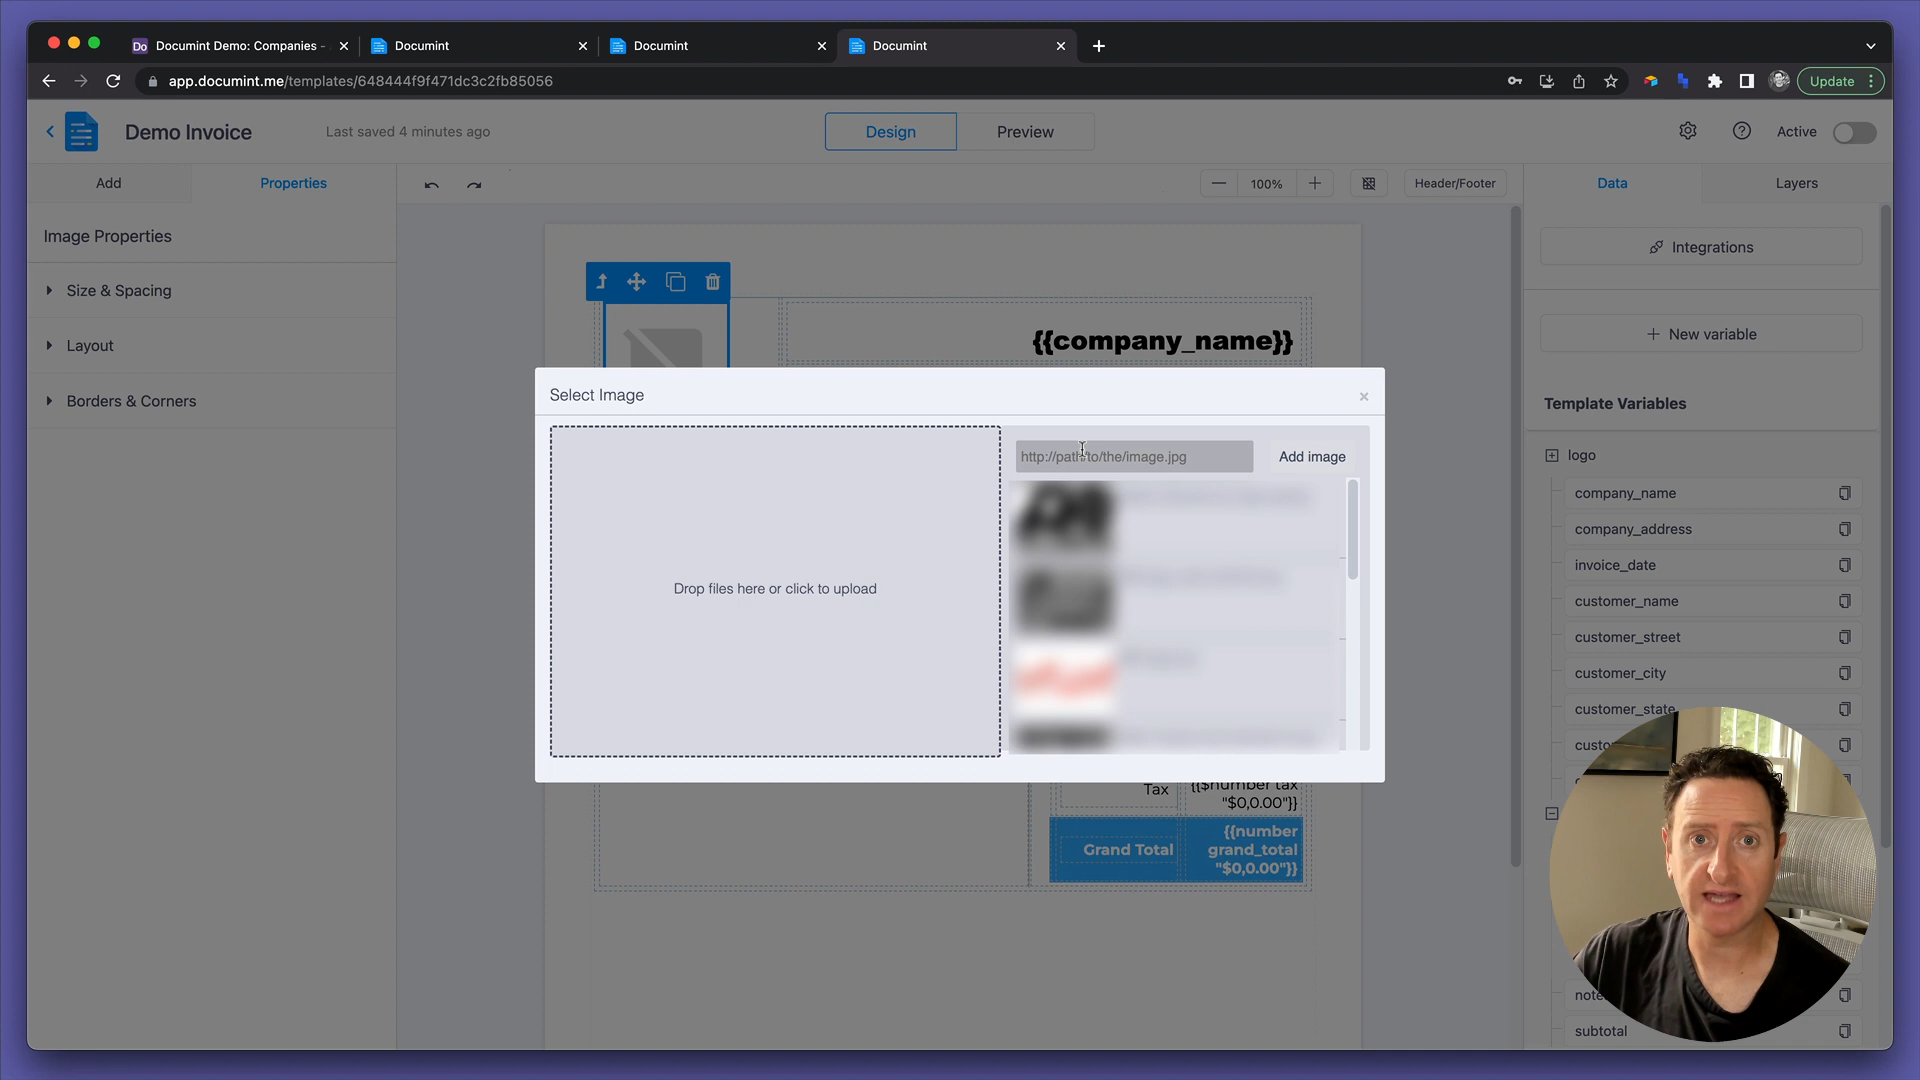 Do Documint Demo: Companies -
Documint
Documint
Documint
app.documint.me/templates/648444f9f471dc3c2fb85056
Update
Demo Invoice
Last saved 4 minutes ago
Design
Preview
Active
Add
Properties
100%
Header/Footer
Data
Layers
Image Properties
Size & Spacing
Layout
Borders & Corners
{{company_name}}
Select Image
http://path/to/the/image.jpg
Add image
Drop files here or click to upload
Tax
{{$number tax
"$0,0.00"}}
Grand Total
{{number
grand_total
"$0,0.00"}}
Integrations
New variable
Template Variables
logo
company_name
company_address
invoice_date
customer_name
customer_street
customer_city
customer_state
subtotal